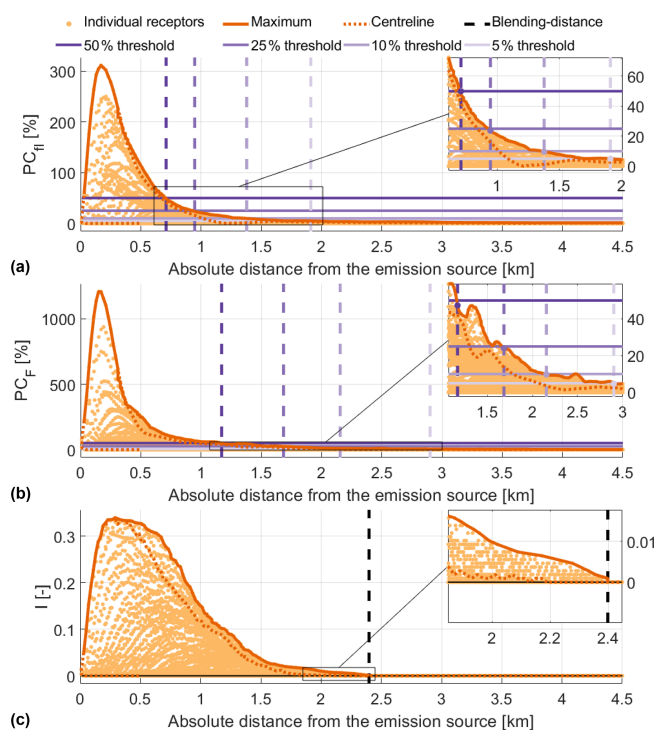 Individual receptors Maximum Centreline Blending-distance
50 % threshold 25 % threshold 10 % threshold 5 % threshold
300
200
100
0
PC_fl [%]
60
40
20
0
1 1.5 2
0 0.5 1 1.5 2 2.5 3 3.5 4 4.5
(a) Absolute distance from the emission source [km]
1000
500
0
PC_F [%]
40
20
0
1.5 2 2.5 3
0 0.5 1 1.5 2 2.5 3 3.5 4 4.5
(b) Absolute distance from the emission source [km]
0.3
0.2
0.1
0
I [-]
0.01
0
2 2.2 2.4
0 0.5 1 1.5 2 2.5 3 3.5 4 4.5
(c) Absolute distance from the emission source [km]